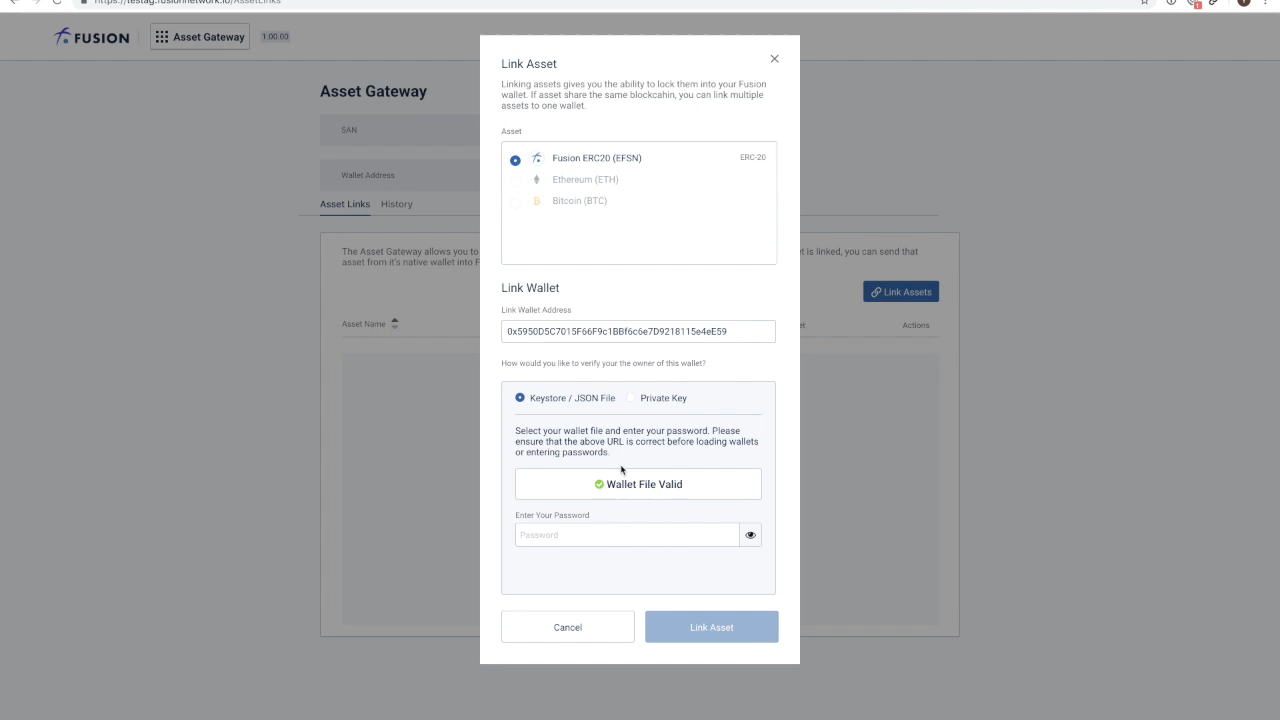 https://testag.fusionnetwork.io/AssetLinks
FUSION
Asset Gateway
1.00.00
Asset Gateway
SAN
Wallet Address
Asset Links
History
The Asset Gateway allows you to
asset from it's native wallet into F
t is linked, you can send that
Link Assets
Asset Name
et
Actions
Link Asset
Linking assets gives you the ability to lock them into your Fusion
wallet. If asset share the same blockcahin, you can link multiple
assets to one wallet.
Asset
Fusion ERC20 (EFSN)
ERC-20
Ethereum (ETH)
Bitcoin (BTC)
Link Wallet
Link Wallet Address
0x5950D5C7015F66F9c1BBf6c6e7D9218115e4eE59
How would you like to verify your the owner of this wallet?
Keystore / JSON File
Private Key
Select your wallet file and enter your password. Please
ensure that the above URL is correct before loading wallets
or entering passwords.
Wallet File Valid
Enter Your Password
Password
Cancel
Link Asset